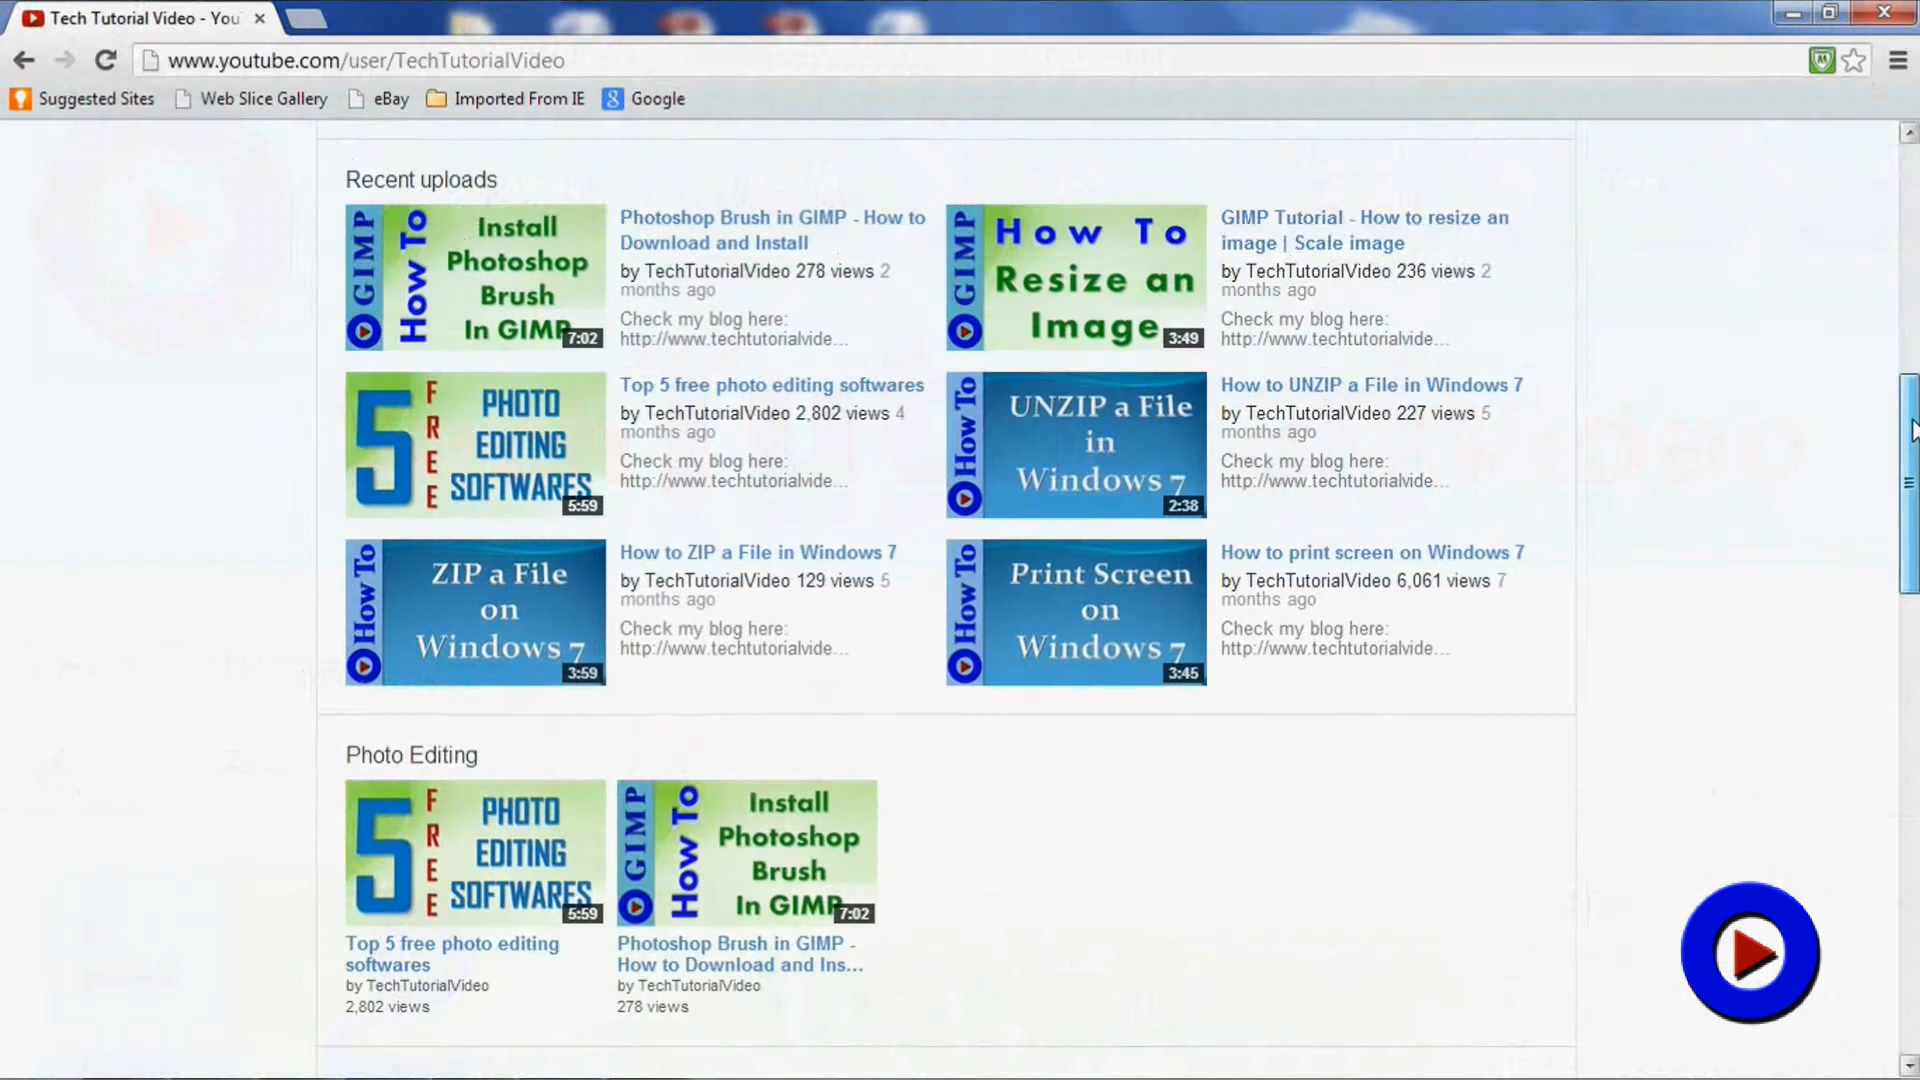 Tech Tutorial Video - You
www.youtube.com/user/TechTutorialVideo
Suggested Sites
Web Slice Gallery
eBay
Imported From IE
8
Google
Recent uploads
GIMP
How To
Install
Photoshop
Brush
In GIMP
7:02
Photoshop Brush in GIMP - How to
Download and Install
by TechTutorialVideo 278 views 2
months ago
Check my blog here:
http://www.techtutorialvide...
GIMP
How To
Resize an
Image
3:49
GIMP Tutorial - How to resize an
image | Scale image
by TechTutorialVideo 236 views 2
months ago
Check my blog here:
http://www.techtutorialvide...
5
FREE
PHOTO
EDITING
SOFTWARES
5:59
Top 5 free photo editing softwares
by TechTutorialVideo 2,802 views 4
months ago
Check my blog here:
http://www.techtutorialvide...
How To
UNZIP a File
in
Windows 7
2:38
How to UNZIP a File in Windows 7
by TechTutorialVideo 227 views 5
months ago
Check my blog here:
http://www.techtutorialvide...
How To
ZIP a File
on
Windows 7
3:59
How to ZIP a File in Windows 7
by TechTutorialVideo 129 views 5
months ago
Check my blog here:
http://www.techtutorialvide...
How To
Print Screen
on
Windows 7
3:45
How to print screen on Windows 7
by TechTutorialVideo 6,061 views 7
months ago
Check my blog here:
http://www.techtutorialvide...
Photo Editing
5
FREE
PHOTO
EDITING
SOFTWARES
5:59
Top 5 free photo editing
softwares
by TechTutorialVideo
2,802 views
GIMP
How To
Install
Photoshop
Brush
In GIMP
7:02
Photoshop Brush in GIMP -
How to Download and Ins...
by TechTutorialVideo
278 views